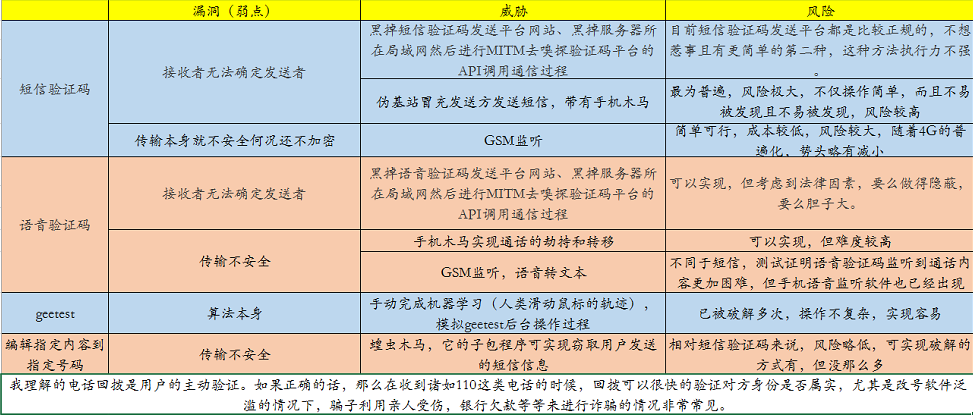 漏洞（弱点）
威胁
风险
短信验证码
接收者无法确定发送者
黑掉短信验证码发送平台网站、黑掉服务器所
在局域网然后进行MITM去嗅探验证码平台的
API调用通信过程
目前短信验证码发送平台都是比较正规的，不想
惹事且有更简单的第二种，这种方法执行力不强
。
伪基站冒充发送方发送短信，带有手机木马
最为普遍，风险极大，不仅操作简单，而且不易
被发现且不易被发现，风险较高
传输本身就不安全何况还不加密
GSM监听
简单可行，成本较低，风险较大，随着4G的普
遍化，势头略有减小
语音验证码
接收者无法确定发送者
黑掉语音验证码发送平台网站、黑掉服务器所
在局域网然后进行MITM去嗅探验证码平台的
API调用通信过程
可以实现，但考虑到法律因素，要么做得隐蔽，
要么胆子大。
传输不安全
手机木马实现通话的劫持和转移
可以实现，但难度较高
GSM监听，语音转文本
不同于短信，测试证明语音验证码监听到通话内
容更加困难，但手机语音监听软件也已经出现
geetest
算法本身
手动完成机器学习（人类滑动鼠标的轨迹），
模拟geetest后台操作过程
已被破解多次，操作不复杂，实现容易
编辑指定内容到
指定号码
传输不安全
蝗虫木马，它的子包程序可实现窃取用户发送
的短信信息
相对短信验证码来说，风险略低，可实现破解的
方式有，但没那么多
我理解的电话回拨是用户的主动验证。如果正确的话，那么在收到诸如110这类电话的时候，回拨可以很快的验证对方身份是否属实，尤其是改号软件泛
滥的情况下，骗子利用亲人受伤，银行欠款等等来进行诈骗的情况非常常见。